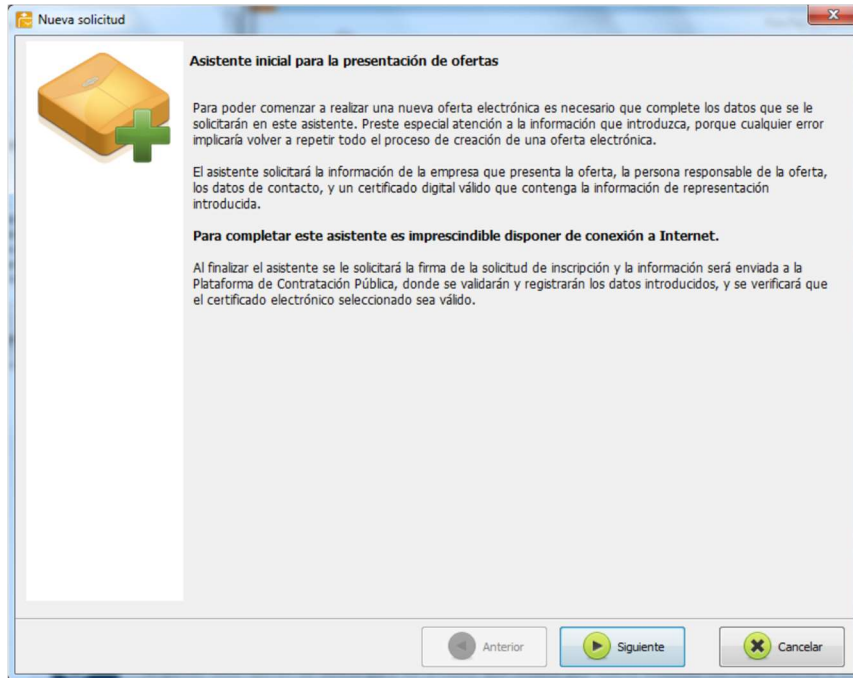 Nueva solicitud
Asistente inicial para la presentación de ofertas
Para poder comenzar a realizar una nueva oferta electrónica es necesario que complete los datos que se le
solicitarán en este asistente. Preste especial atención a la información que introduzca, porque cualquier error
implicaría volver a repetir todo el proceso de creación de una oferta electrónica.
El asistente solicitará la información de la empresa que presenta la oferta, la persona responsable de la oferta,
los datos de contacto, y un certificado digital válido que contenga la información de representación
introducida.
Para completar este asistente es imprescindible disponer de conexión a Internet.
Al finalizar el asistente se le solicitará la firma de la solicitud de inscripción y la información será enviada a la
Plataforma de Contratación Pública, donde se validarán y registrarán los datos introducidos, y se verificará que
el certificado electrónico seleccionado sea válido.
Anterior
Siguiente
Cancelar